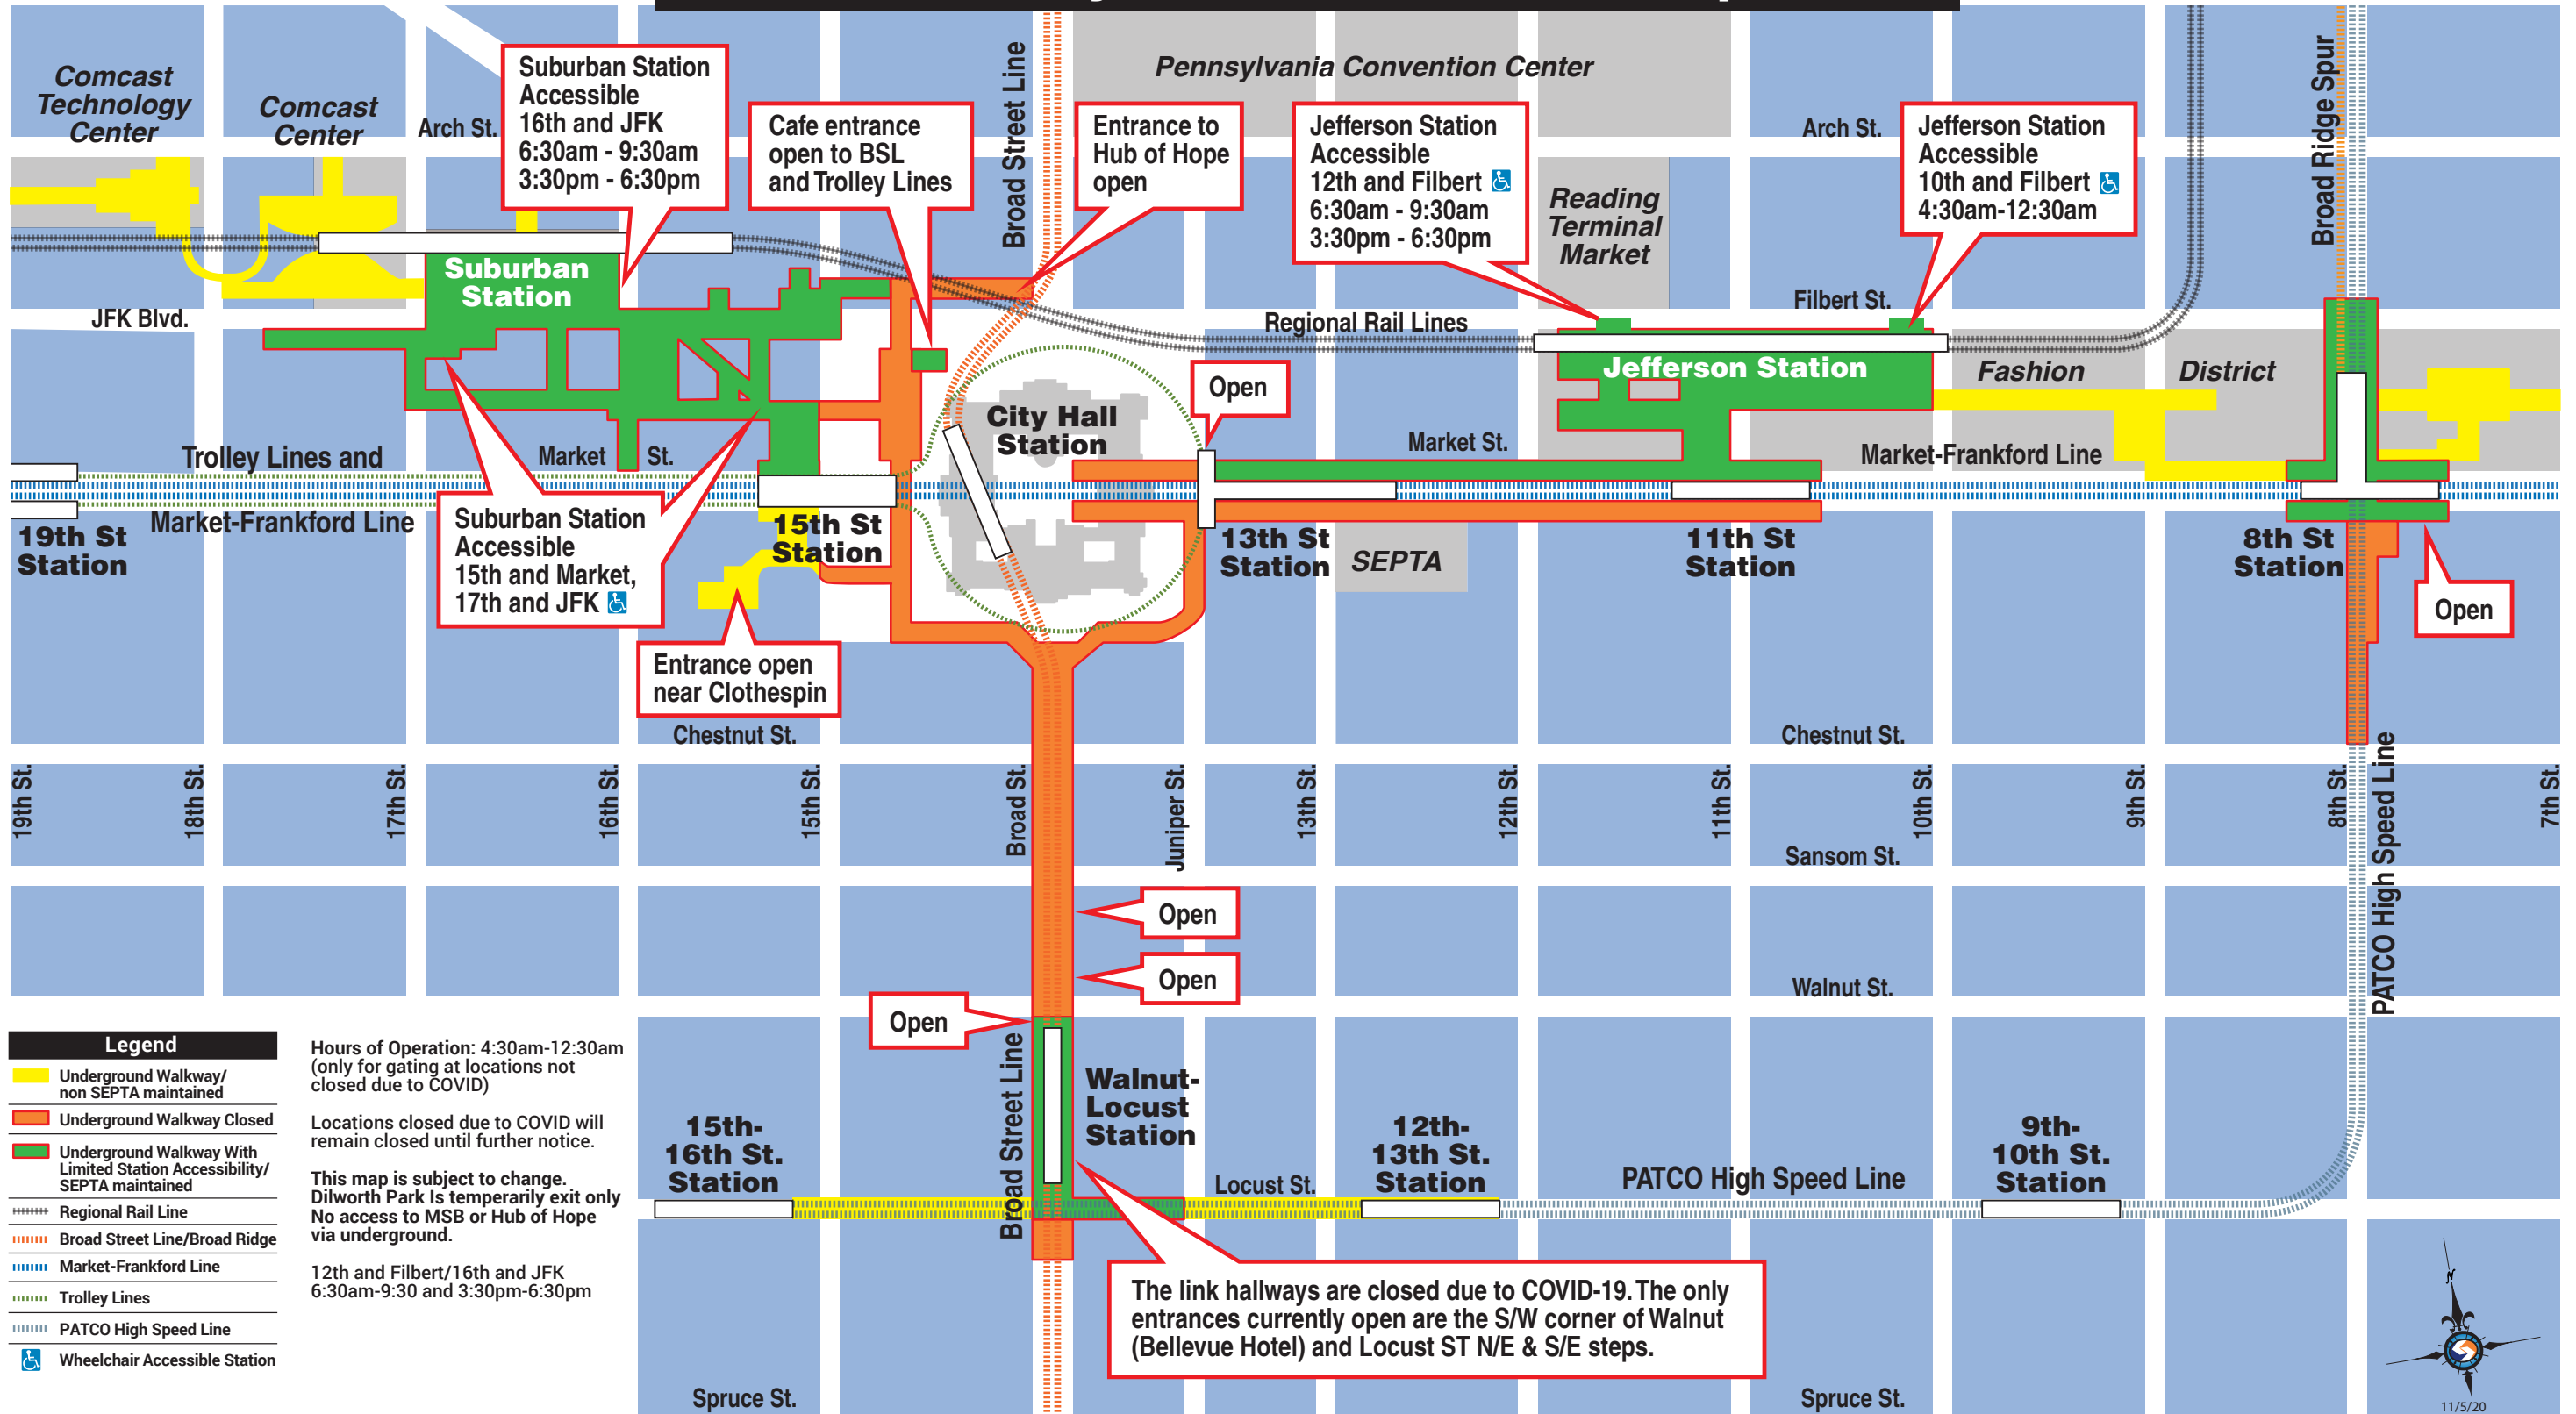 Comcast
Technology
Center
Comcast
Center
Arch St.
Suburban Station
Accessible
16th and JFK
6:30am - 9:30am
3:30pm - 6:30pm
Cafe entrance
open to BSL
and Trolley Lines
Broad Street Line
Entrance to
Hub of Hope
open
Pennsylvania Convention Center
Jefferson Station
Accessible
12th and Filbert
6:30am - 9:30am
3:30pm - 6:30pm
Reading
Terminal
Market
Arch St.
Jefferson Station
Accessible
10th and Filbert
4:30am-12:30am
Broad Ridge Spur
Suburban
Station
JFK Blvd.
Regional Rail Lines
Filbert St.
Jefferson Station
Fashion
District
Open
City Hall
Station
Trolley Lines and
Market-Frankford Line
Market
St.
Market St.
Market-Frankford Line
19th St
Station
Suburban Station
Accessible
15th and Market,
17th and JFK
15th St
Station
13th St
Station
SEPTA
11th St
Station
8th St
Station
Open
Entrance open
near Clothespin
Chestnut St.
Chestnut St.
19th St.
18th St.
17th St.
16th St.
15th St.
Broad St.
Juniper St.
13th St.
12th St.
11th St.
10th St.
9th St.
8th St.
7th St.
PATCO High Speed Line
Sansom St.
Open
Open
Walnut St.
Open
Broad Street Line
Walnut-
Locust
Station
15th-
16th St.
Station
Locust St.
12th-
13th St.
Station
PATCO High Speed Line
9th-
10th St.
Station
The link hallways are closed due to COVID-19. The only
entrances currently open are the S/W corner of Walnut
(Bellevue Hotel) and Locust ST N/E & S/E steps.
Spruce St.
Spruce St.
Legend
Underground Walkway/
non SEPTA maintained
Underground Walkway Closed
Underground Walkway With
Limited Station Accessibility/
SEPTA maintained
Regional Rail Line
Broad Street Line/Broad Ridge
Market-Frankford Line
Trolley Lines
PATCO High Speed Line
Wheelchair Accessible Station
Hours of Operation: 4:30am-12:30am
(only for gating at locations not
closed due to COVID)
Locations closed due to COVID will
remain closed until further notice.
This map is subject to change.
Dilworth Park Is temporarily exit only
No access to MSB or Hub of Hope
via underground.
12th and Filbert/16th and JFK
6:30am-9:30 and 3:30pm-6:30pm
N
11/5/20